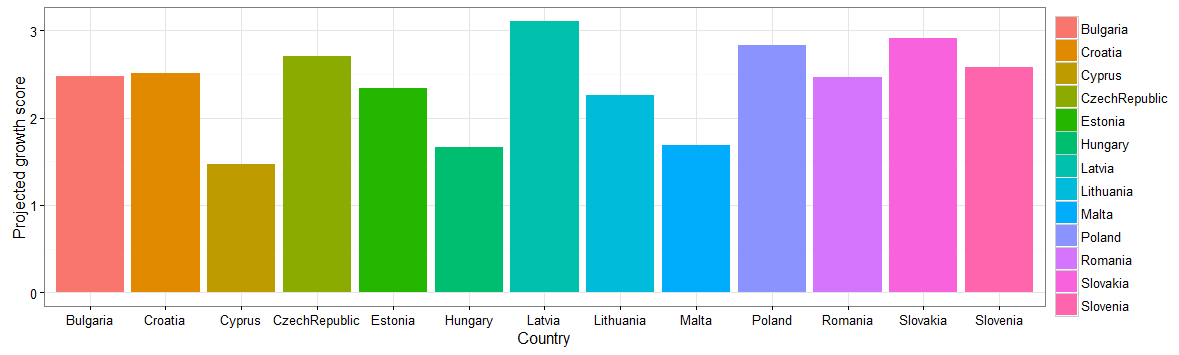 Projected growth score
3
2
1
0
Bulgaria Croatia Cyprus CzechRepublic Estonia Hungary Latvia Lithuania Malta Poland Romania Slovakia Slovenia
Country
Bulgaria
Croatia
Cyprus
CzechRepublic
Estonia
Hungary
Latvia
Lithuania
Malta
Poland
Romania
Slovakia
Slovenia